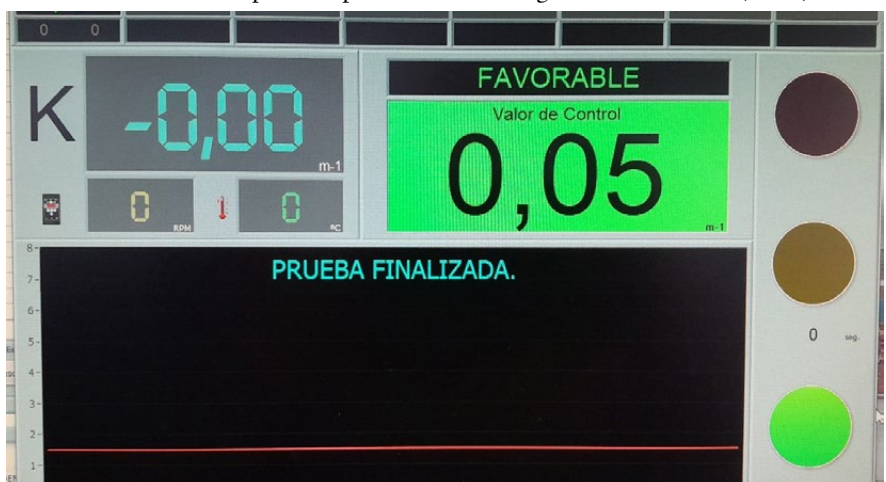 0 0
FAVORABLE
K -0,00 m-1
Valor de Control
0,05 m-1
0 RPM 0 ºC
PRUEBA FINALIZADA.
8
7
6
5
0 seg.
4
3
2
1